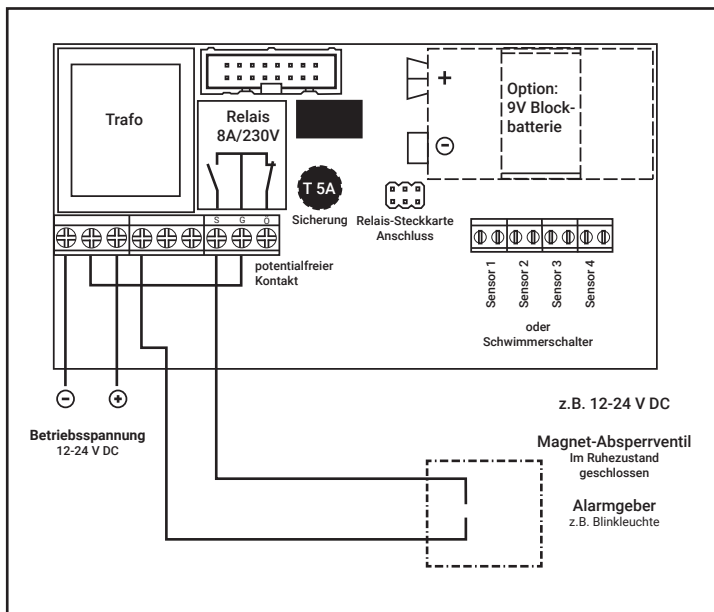 Trafo
Relais
8A/230V
+
−
Option:
9V Block-
batterie
T 5A
Sicherung
Relais-Steckkarte
Anschluss
S G Ö
potentialfreier
Kontakt
Sensor 1
Sensor 2
Sensor 3
Sensor 4
oder
Schwimmerschalter
− +
Betriebsspannung
12-24 V DC
z.B. 12-24 V DC
Magnet-Absperrventil
Im Ruhezustand
geschlossen
Alarmgeber
z.B. Blinkleuchte